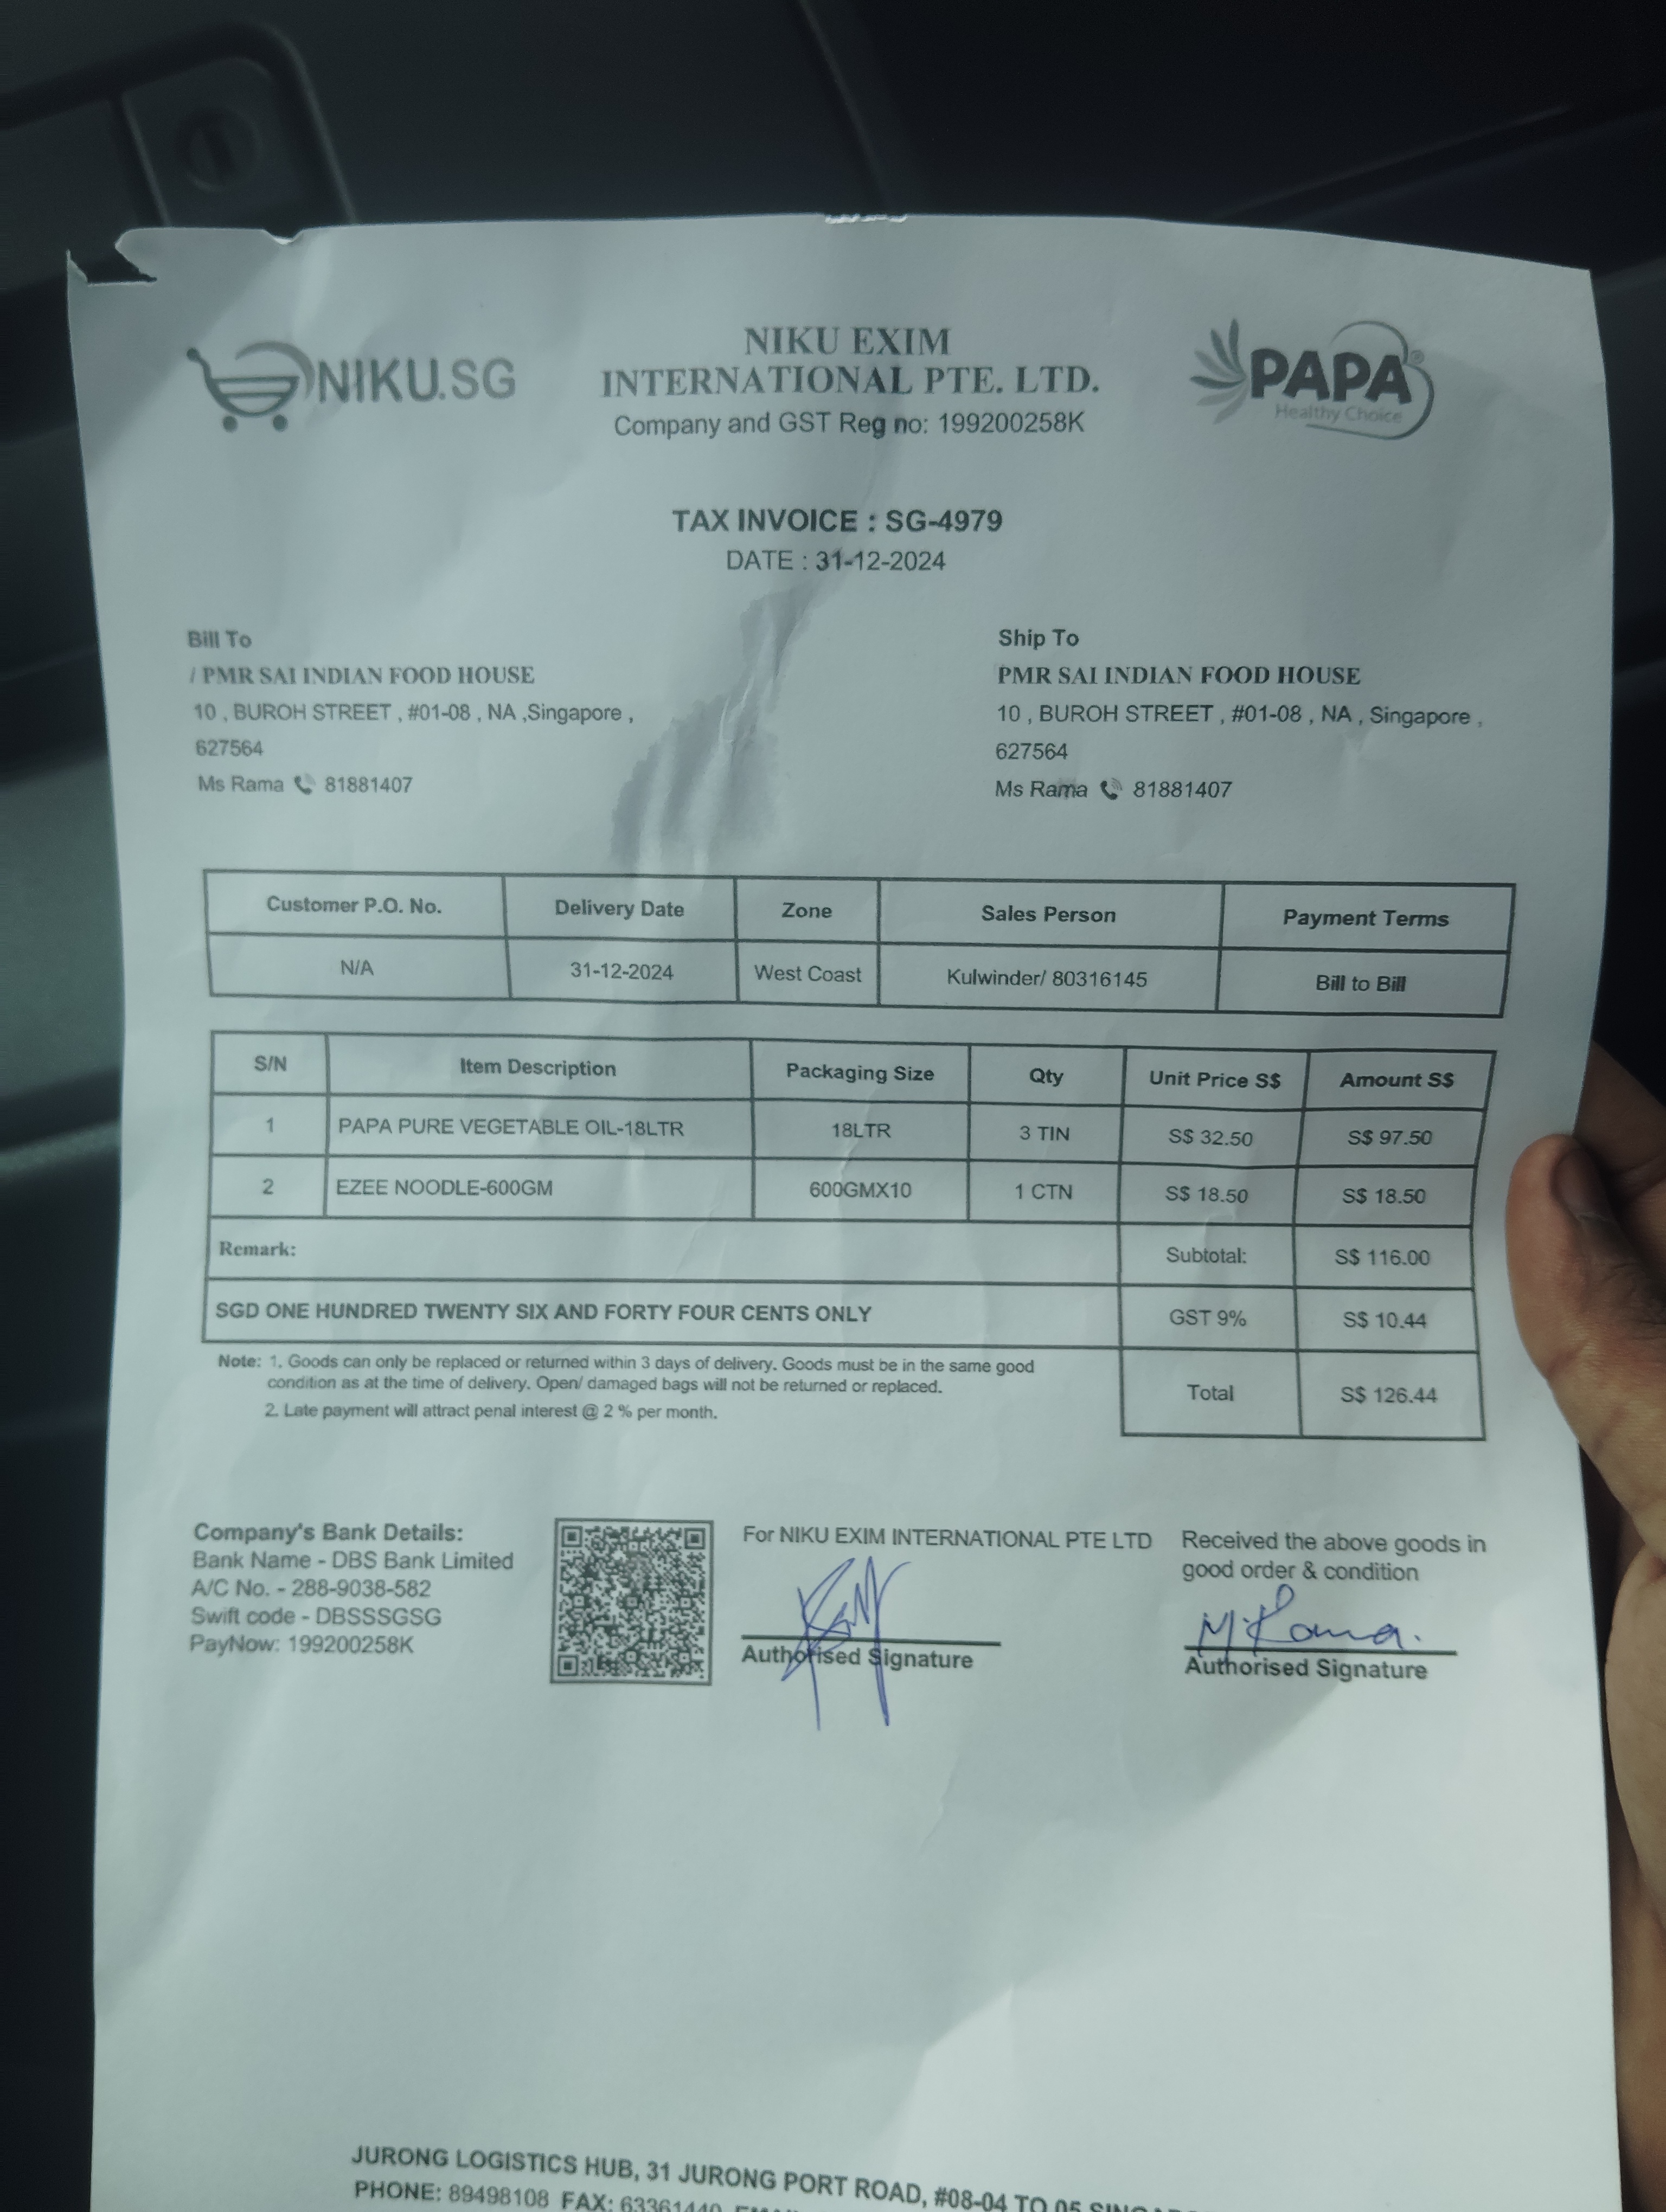 NIKU.SG
NIKU EXIM
INTERNATIONAL PTE. LTD.
Company and GST Reg no: 199200258K
PAPA®
Healthy Choice
TAX INVOICE : SG-4979
DATE : 31-12-2024
Bill To
/ PMR SAI INDIAN FOOD HOUSE
10 , BUROH STREET , #01-08 , NA ,Singapore ,
627564
Ms Rama 81881407
Ship To
PMR SAI INDIAN FOOD HOUSE
10 , BUROH STREET , #01-08 , NA , Singapore ,
627564
Ms Rama 81881407
Customer P.O. No. Delivery Date Zone Sales Person Payment Terms
N/A 31-12-2024 West Coast Kulwinder/ 80316145 Bill to Bill
S/N Item Description Packaging Size Qty Unit Price S$ Amount S$
1 PAPA PURE VEGETABLE OIL-18LTR 18LTR 3 TIN S$ 32.50 S$ 97.50
2 EZEE NOODLE-600GM 600GMX10 1 CTN S$ 18.50 S$ 18.50
Remark: Subtotal: S$ 116.00
SGD ONE HUNDRED TWENTY SIX AND FORTY FOUR CENTS ONLY GST 9% S$ 10.44
Note: 1. Goods can only be replaced or returned within 3 days of delivery. Goods must be in the same good
condition as at the time of delivery. Open/ damaged bags will not be returned or replaced.
2. Late payment will attract penal interest @ 2 % per month.
Total S$ 126.44
Company's Bank Details:
Bank Name - DBS Bank Limited
A/C No. - 288-9038-582
Swift code - DBSSSGSG
PayNow: 199200258K
For NIKU EXIM INTERNATIONAL PTE LTD
Authorised Signature
Received the above goods in
good order & condition
M. Rama.
Authorised Signature
JURONG LOGISTICS HUB, 31 JURONG PORT ROAD, #08-04 TO 05
PHONE: 89498108 FAX: 63361440